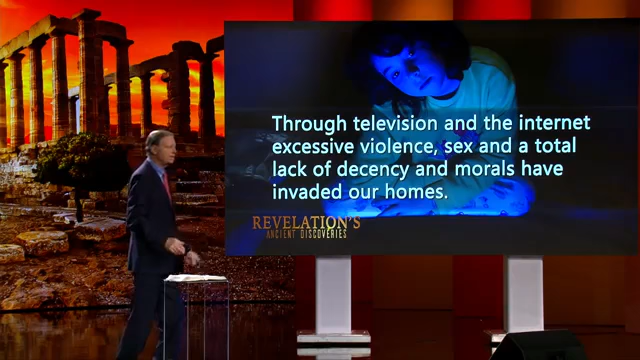 Through television and the internet
excessive violence, sex and a total
lack of decency and morals have
invaded our homes.
REVELATION'S
ANCIENT DISCOVERIES